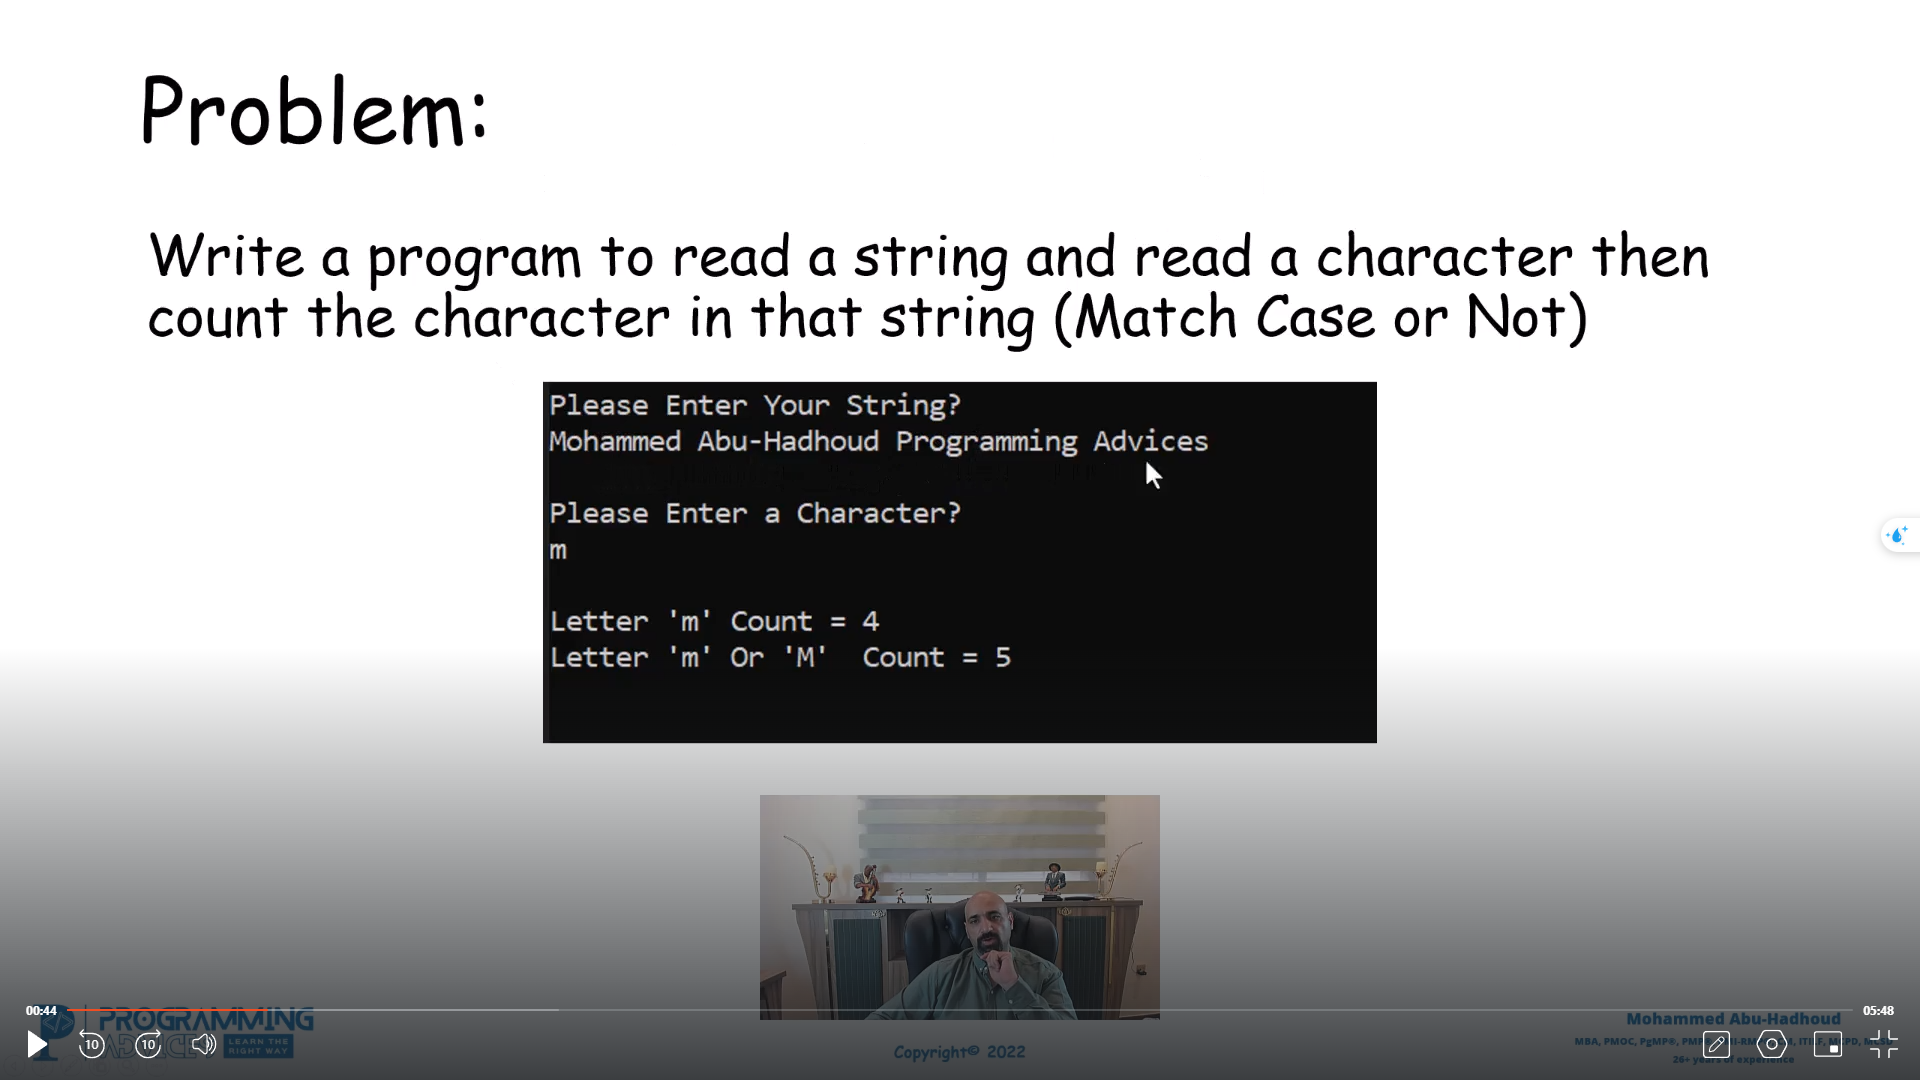 Problem:
Write a program to read a string and read a character then
count the character in that string (Match Case or Not)
Please Enter Your String?
Mohammed Abu-Hadhoud Programming Advices
Please Enter a Character?
m
Letter 'm' Count = 4
Letter 'm' Or 'M'  Count = 5
00:44
05:48
PROGRAMMING
ADVICES
LEARN THE
RIGHT WAY
10
10
Copyright© 2022
Mohammed Abu-Hadhoud
MBA, PMOC, PgMP®,
26+ years of experience